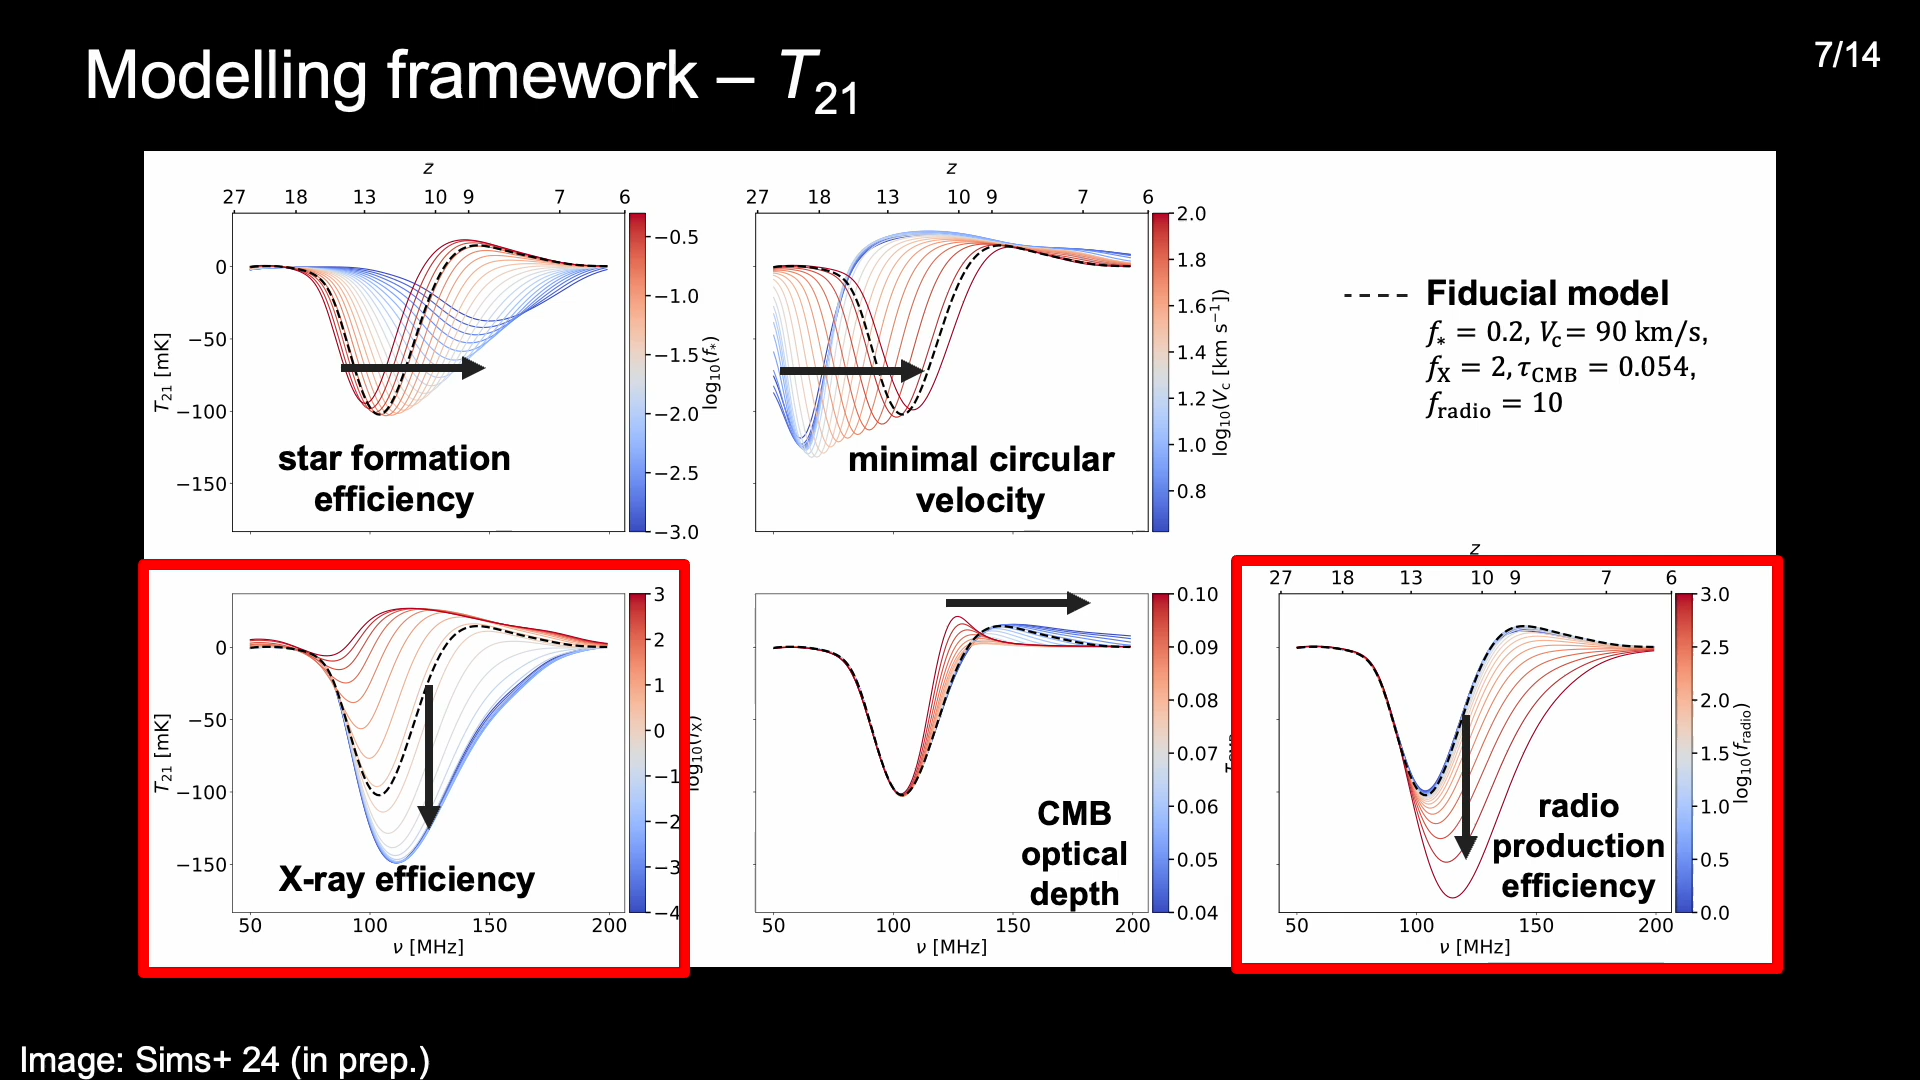 Modelling framework – T21
7/14
z
27 18 13 10 9 7 6
0
−50
−100
−150
T21 [mK]
star formation
efficiency
−0.5
−1.0
−1.5
−2.0
−2.5
−3.0
log10(f*)
z
27 18 13 10 9 7 6
minimal circular
velocity
2.0
1.8
1.6
1.4
1.2
1.0
0.8
log10(Vc [km s−1])
Fiducial model
f* = 0.2, Vc = 90 km/s,
fX = 2, τCMB = 0.054,
fradio = 10
0
−50
−100
−150
T21 [mK]
X-ray efficiency
50 100 150 200
ν [MHz]
3
2
1
0
−1
−2
−3
−4
log10(fX)
CMB
optical
depth
50 100 150 200
ν [MHz]
0.10
0.09
0.08
0.07
0.06
0.05
0.04
z
27 18 13 10 9 7 6
radio
production
efficiency
50 100 150 200
ν [MHz]
3.0
2.5
2.0
1.5
1.0
0.5
0.0
log10(fradio)
Image: Sims+ 24 (in prep.)